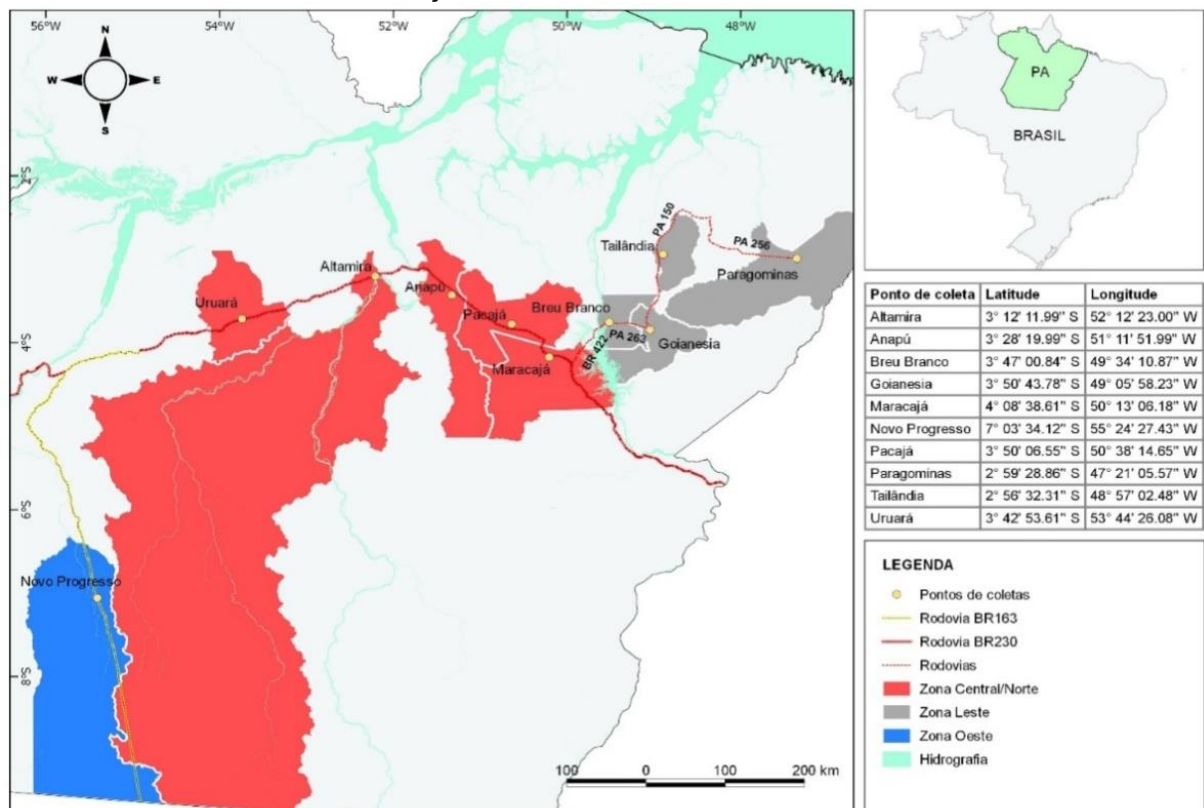 56°W 54°W 52°W 50°W 48°W
N
W E
S
2°S
4°S
6°S
8°S
Tailândia
PA 150
PA 256
Paragominas
Altamira
Uruará
Anapú
Pacajá
Breu Branco
PA 263
Goianesia
BR 422
Maracajá
Novo Progresso
100 0 100 200 km
PA
BRASIL
Ponto de coleta Latitude Longitude
Altamira 3° 12' 11.99" S 52° 12' 23.00" W
Anapú 3° 28' 19.99" S 51° 11' 51.99" W
Breu Branco 3° 47' 00.84" S 49° 34' 10.87" W
Goianesia 3° 50' 43.78" S 49° 05' 58.23" W
Maracajá 4° 08' 38.61" S 50° 13' 06.18" W
Novo Progresso 7° 03' 34.12" S 55° 24' 27.43" W
Pacajá 3° 50' 06.55" S 50° 38' 14.65" W
Paragominas 2° 59' 28.86" S 47° 21' 05.57" W
Tailândia 2° 56' 32.31" S 48° 57' 02.48" W
Uruará 3° 42' 53.61" S 53° 44' 26.08" W
LEGENDA
Pontos de coletas
Rodovia BR163
Rodovia BR230
Rodovias
Zona Central/Norte
Zona Leste
Zona Oeste
Hidrografia